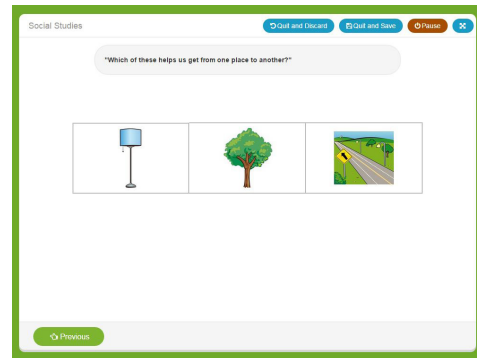 Social Studies
Quit and Discard
Quit and Save
Pause
"Which of these helps us get from one place to another?"
Previous